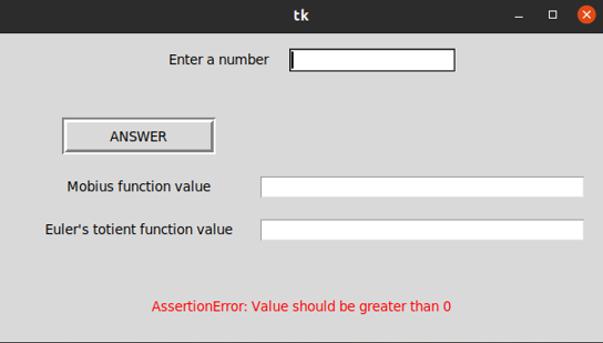 tk
Enter a number
ANSWER
Mobius function value
Euler's totient function value
AssertionError: Value should be greater than 0